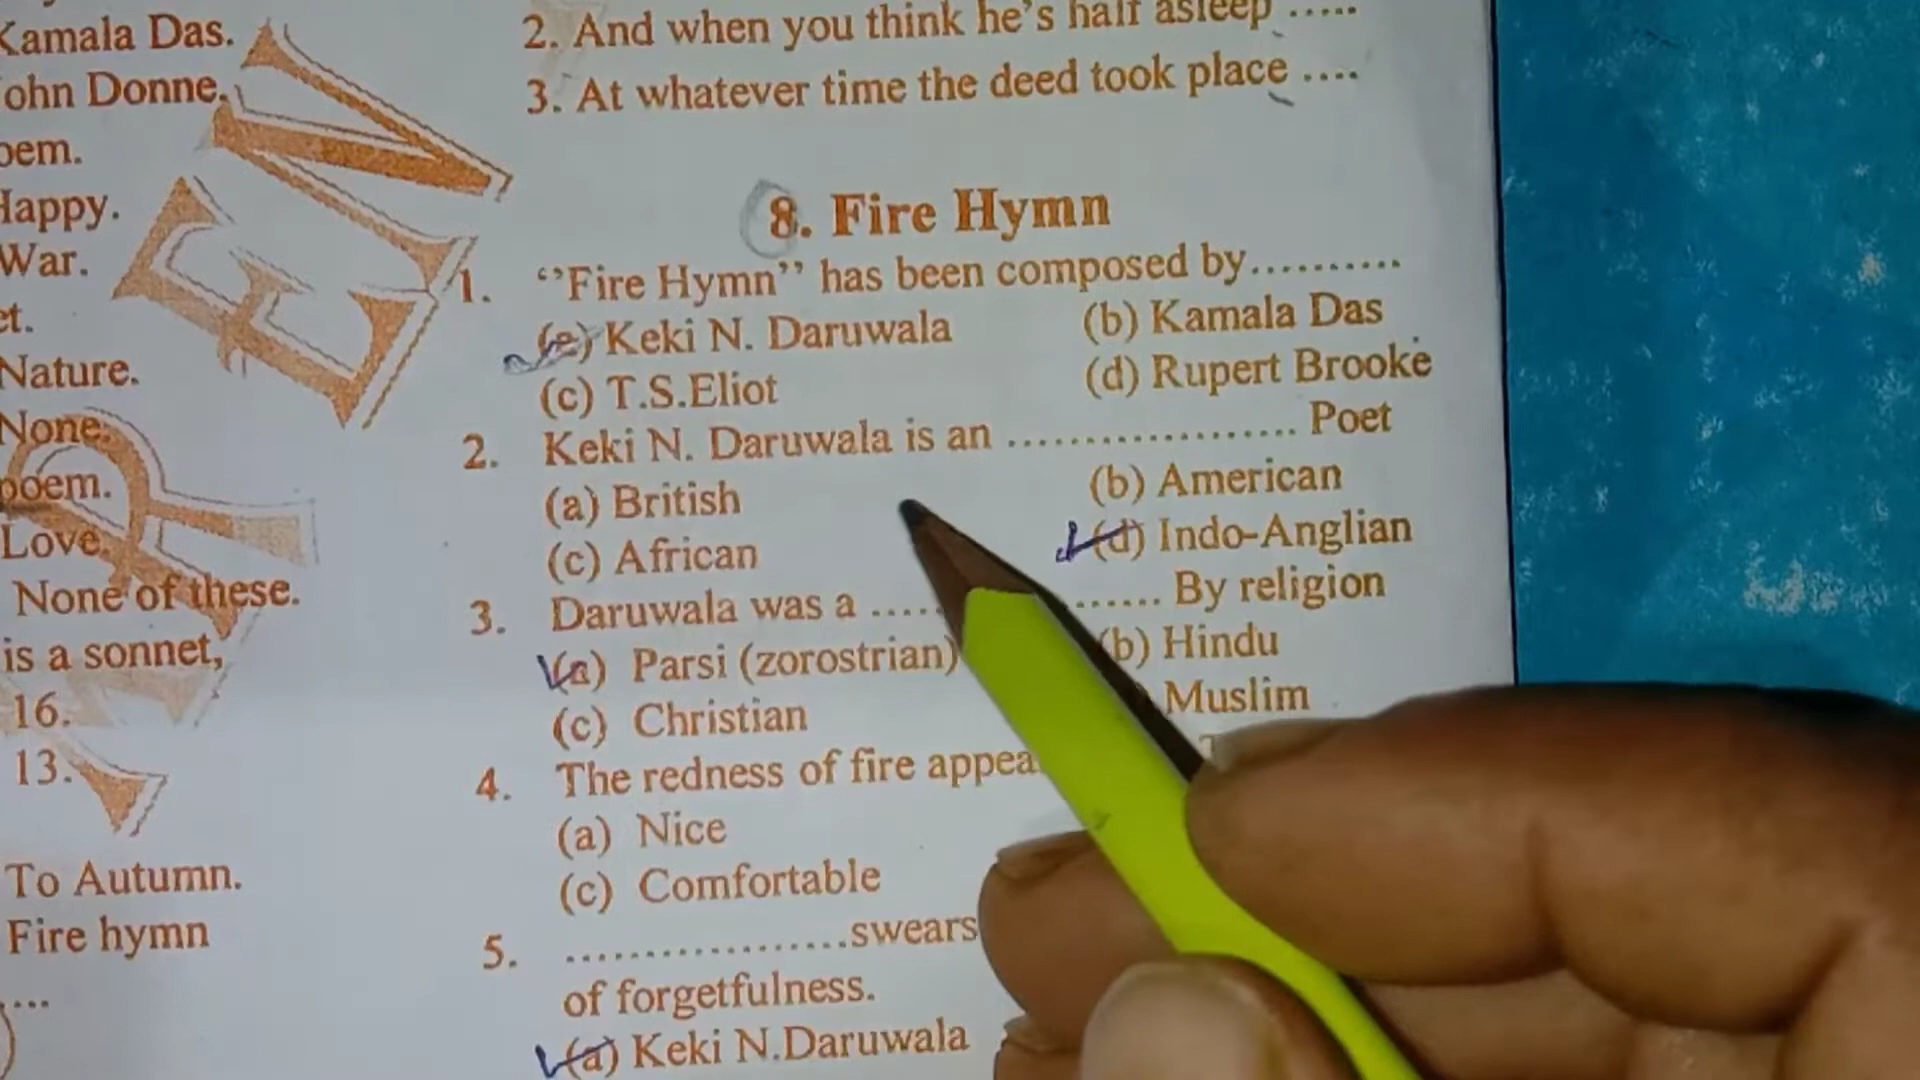 Kamala Das.
ohn Donne.
oem.
Happy.
War.
et.
Nature.
None.
poem.
Love.
None of these.
is a sonnet,
16.
13.
To Autumn.
Fire hymn
....
2. And when you think he's half asleep .....
3. At whatever time the deed took place ....
8. Fire Hymn
1. ‘’Fire Hymn’’ has been composed by..........
Keki N. Daruwala (b) Kamala Das
(c) T.S.Eliot (d) Rupert Brooke
2. Keki N. Daruwala is an .................. Poet
(a) British (b) American
(c) African (d) Indo-Anglian
3. Daruwala was a ........... By religion
(a) Parsi (zorostrian) (b) Hindu
(c) Christian Muslim
4. The redness of fire appea
(a) Nice
(c) Comfortable
5. ..................swears
of forgetfulness.
(a) Keki N.Daruwala